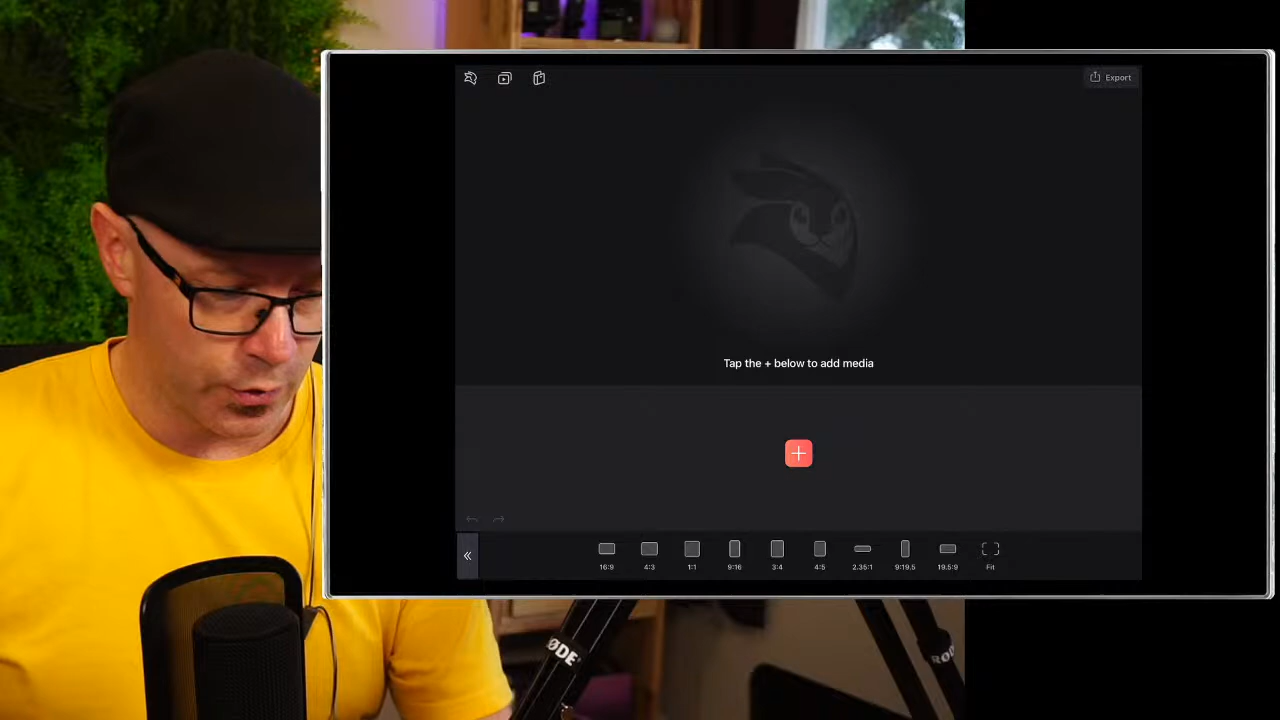 Export
Tap the + below to add media
16:9
4:3
1:1
9:16
3:4
4:5
2.35:1
9:19.5
19.5:9
Fit
RØDE